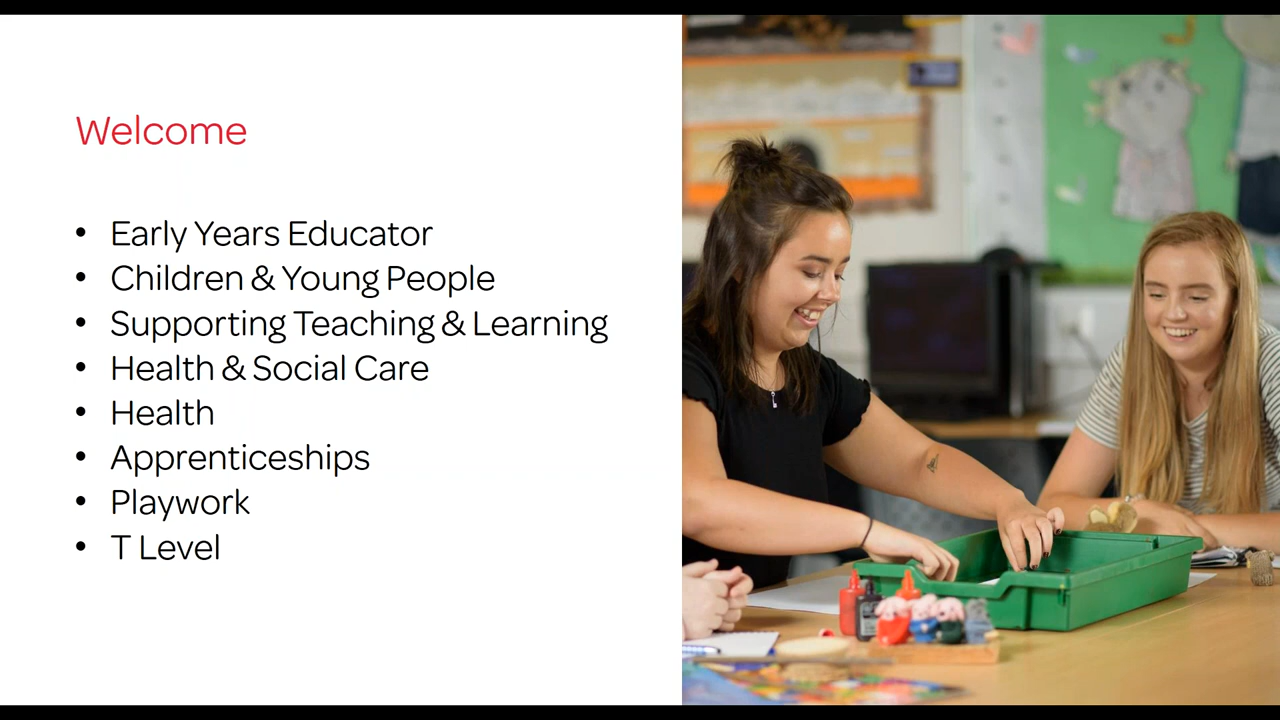 Welcome
• Early Years Educator
• Children & Young People
• Supporting Teaching & Learning
• Health & Social Care
• Health
• Apprenticeships
• Playwork
• T Level